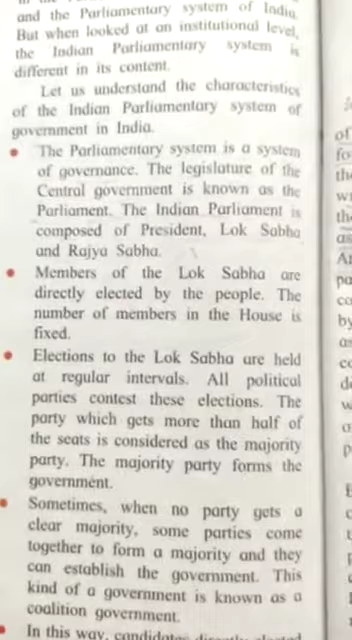 and the Parliamentary system of India.
But when looked at an institutional level,
the Indian Parliamentary system is
different in its content.
Let us understand the characteristics
of the Indian Parliamentary system of
government in India.
• The Parliamentary system is a system
of governance. The legislature of the
Central government is known as the
Parliament. The Indian Parliament is
composed of President, Lok Sabha
and Rajya Sabha.
• Members of the Lok Sabha are
directly elected by the people. The
number of members in the House is
fixed.
• Elections to the Lok Sabha are held
at regular intervals. All political
parties contest these elections. The
party which gets more than half of
the seats is considered as the majority
party. The majority party forms the
government.
• Sometimes, when no party gets a
clear majority, some parties come
together to form a majority and they
can establish the government. This
kind of a government is known as a
coalition government.
• In this way, candidates directly elected